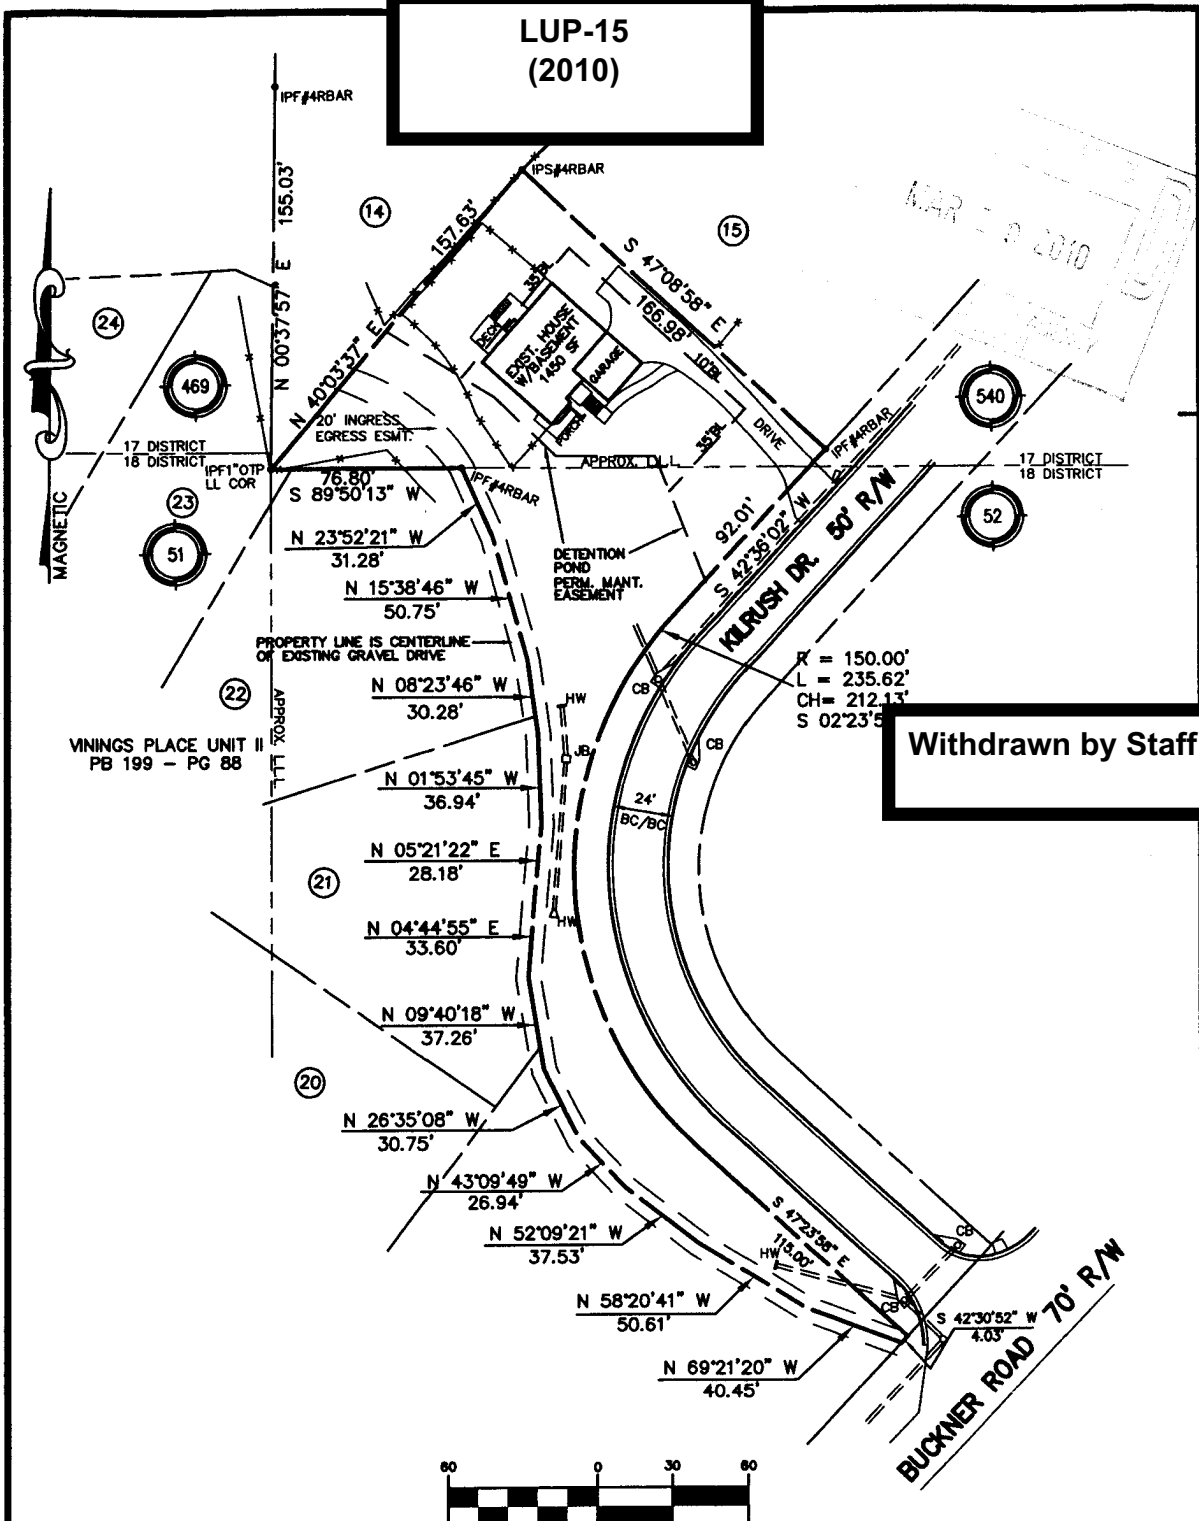 LUP-15
(2010)
IPF#4RBAR
N 00°37'57" E 155.03'
14
157.63'
N 40°03'37" E
IPS#4RBAR
15
S 47°08'58" E
166.98'
10'BL
35'BL
MAR - 9 2010
24
469
DECK
EXIST. HOUSE
W/BASEMENT
1450 SF
GARAGE
PORCH
35'BL
DRIVE
540
20' INGRESS
EGRESS ESMT.
IPF#4RBAR
17 DISTRICT
18 DISTRICT
IPF1"OTP
LL COR
76.80'
S 89°50'13" W
IPF#4RBAR
APPROX. L.L.L.
17 DISTRICT
18 DISTRICT
MAGNETIC
23
51
52
92.01'
S 42°36'02" W
KILRUSH DR. 50' R/W
N 23°52'21" W
31.28'
DETENTION
POND
PERM. MANT.
EASEMENT
N 15°38'46" W
50.75'
PROPERTY LINE IS CENTERLINE
OF EXISTING GRAVEL DRIVE
R = 150.00'
L = 235.62'
CH= 212.13'
S 02°23'5
22
N 08°23'46" W
30.28'
HW
CB
CB
JB
APPROX LLL
VININGS PLACE UNIT II
PB 199 - PG 88
Withdrawn by Staff
N 01°53'45" W
36.94'
24'
BC/BC
N 05°21'22" E
28.18'
21
HW
N 04°44'55" E
33.60'
N 09°40'18" W
37.26'
20
N 26°35'08" W
30.75'
N 43°09'49" W
26.94'
N 52°09'21" W
37.53'
S 47°23'58" E
115.00'
HW
CB
CB
N 58°20'41" W
50.61'
S 42°30'52" W
4.03'
N 69°21'20" W
40.45'
BUCKNER ROAD 70' R/W
60 0 30 60